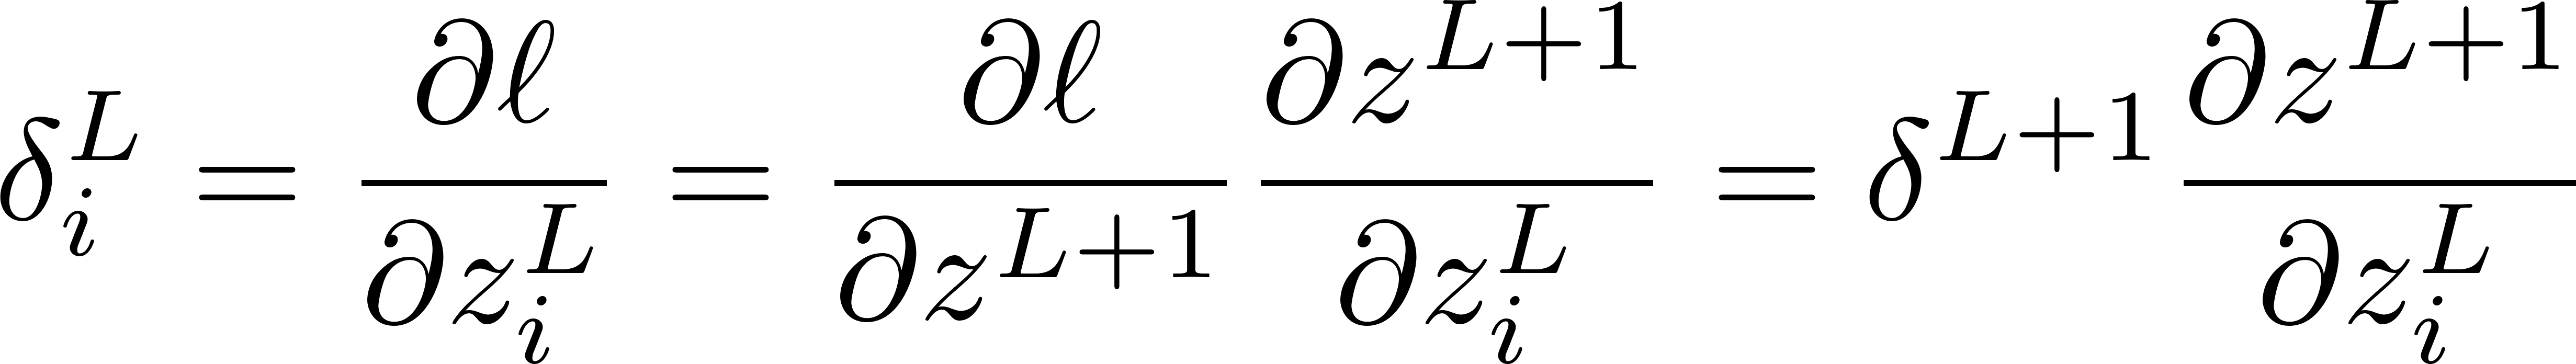 δ_i^L = ∂ℓ/∂z_i^L = ∂ℓ/∂z^{L+1} ∂z^{L+1}/∂z_i^L = δ^{L+1} ∂z^{L+1}/∂z_i^L